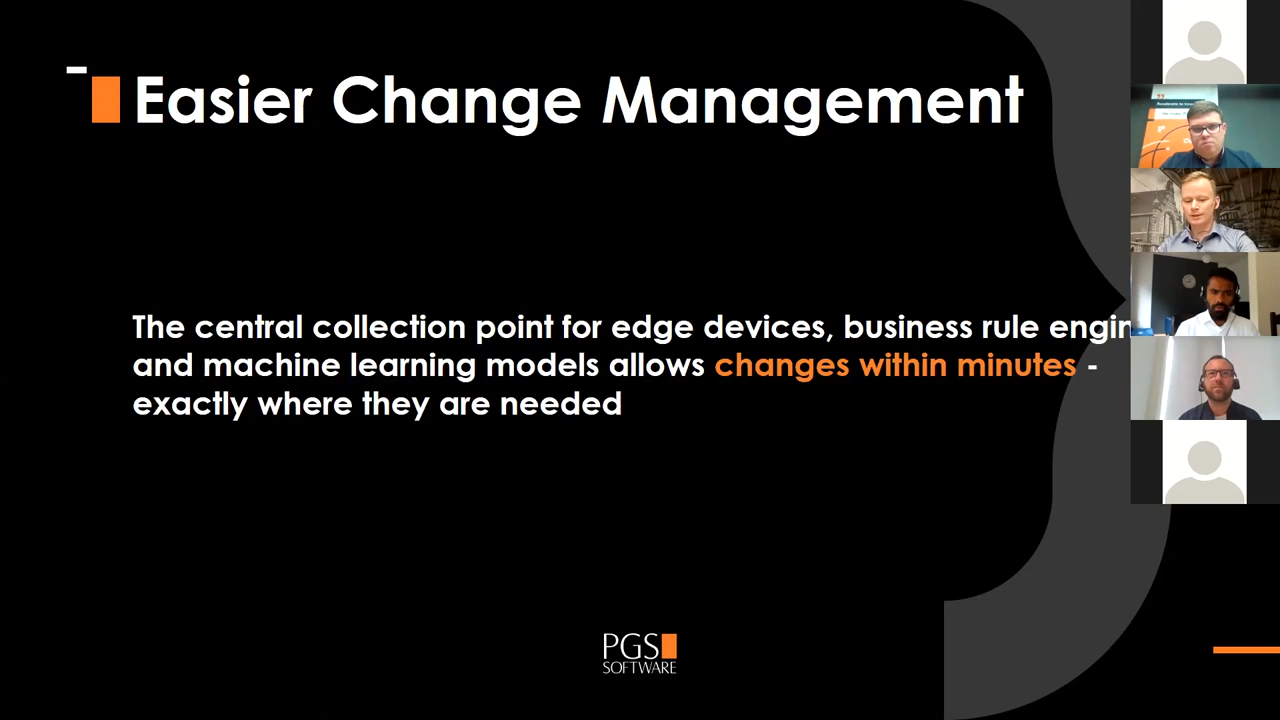 Easier Change Management
The central collection point for edge devices, business rule engin
and machine learning models allows changes within minutes -
exactly where they are needed
PGS
SOFTWARE